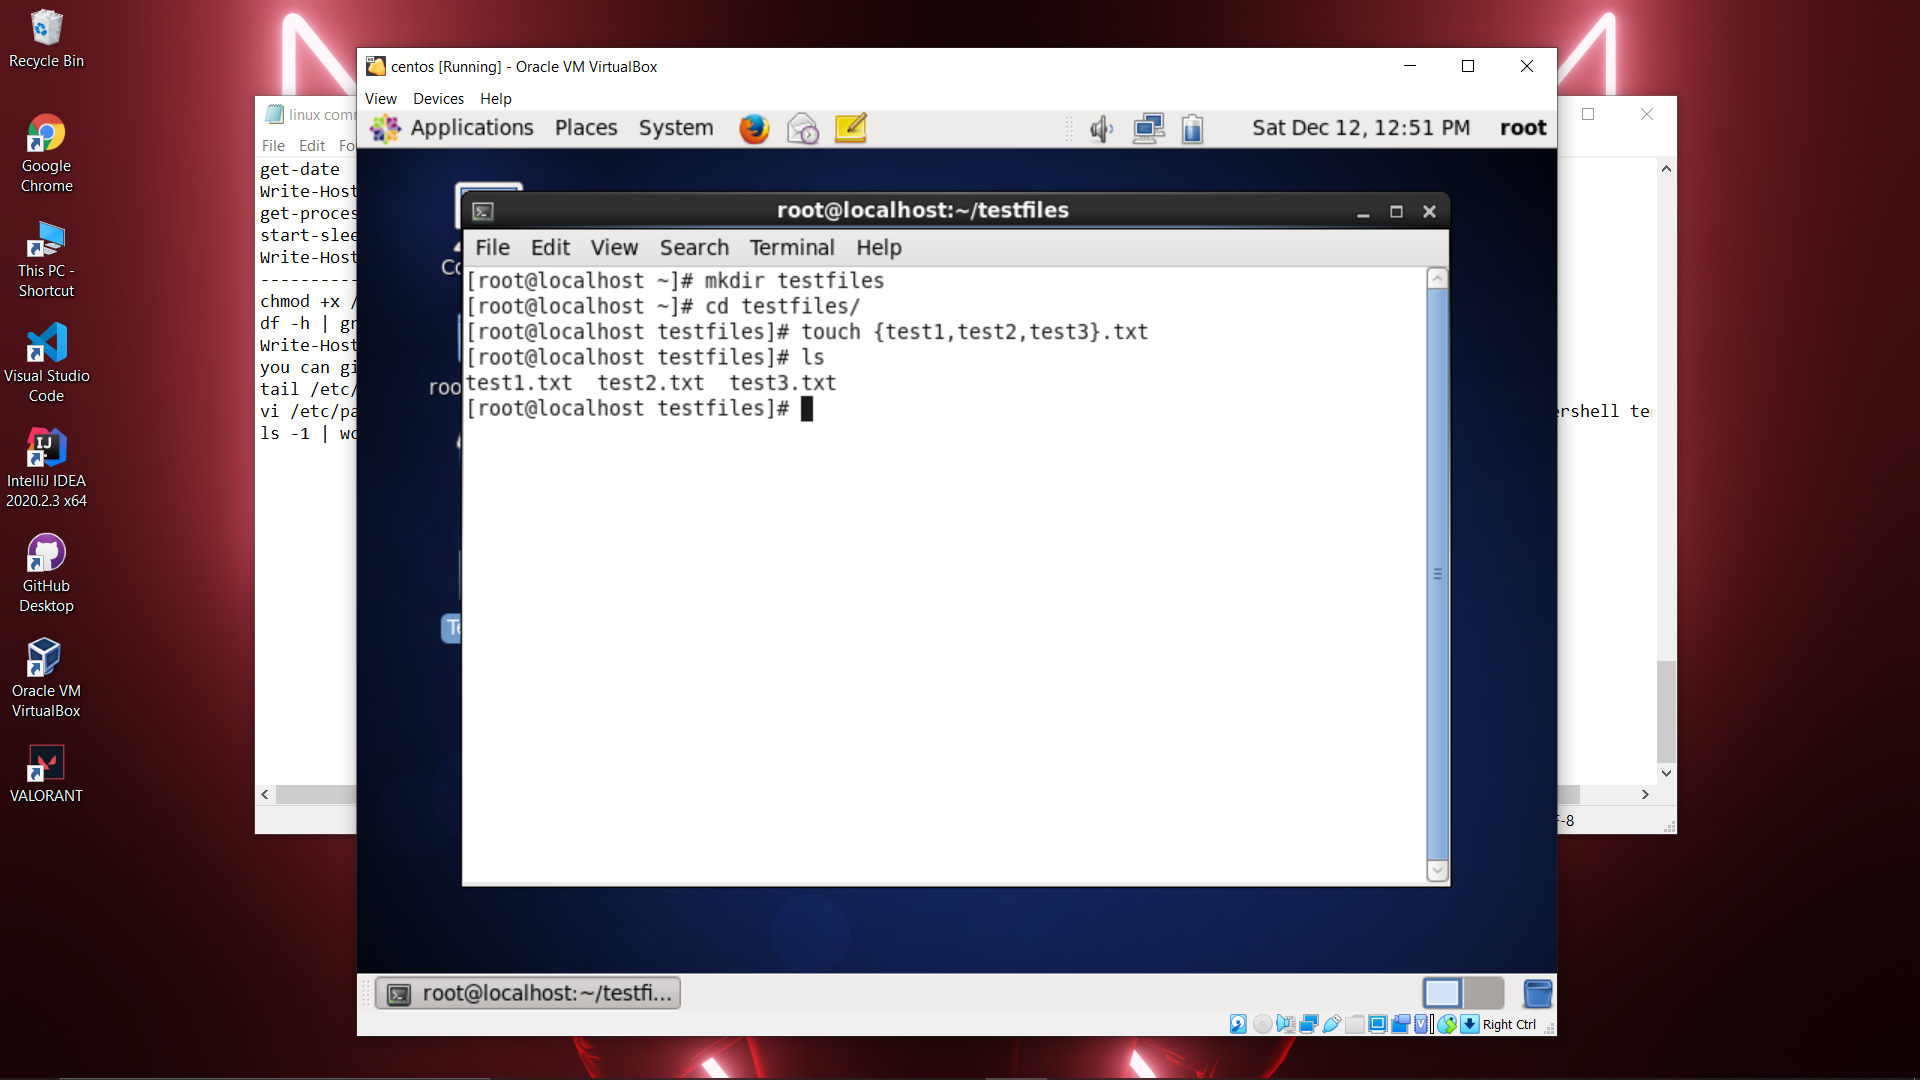 Recycle Bin
Google
Chrome
This PC -
Shortcut
Visual Studio
Code
IntelliJ IDEA
2020.2.3 x64
GitHub
Desktop
Oracle VM
VirtualBox
VALORANT
linux com
File Edit Fo
get-date
Write-Host
get-proces
start-slee
Write-Host
-----------
chmod +x /
df -h | gr
Write-Host
you can gi
tail /etc/
vi /etc/pa
ershell te
ls -1 | wc
F-8
centos [Running] - Oracle VM VirtualBox
View Devices Help
Applications Places System
Sat Dec 12, 12:51 PM root
Co
roo
Te
root@localhost:~/testfiles
File Edit View Search Terminal Help
[root@localhost ~]# mkdir testfiles
[root@localhost ~]# cd testfiles/
[root@localhost testfiles]# touch {test1,test2,test3}.txt
[root@localhost testfiles]# ls
test1.txt  test2.txt  test3.txt
[root@localhost testfiles]#
root@localhost:~/testfi...
Right Ctrl